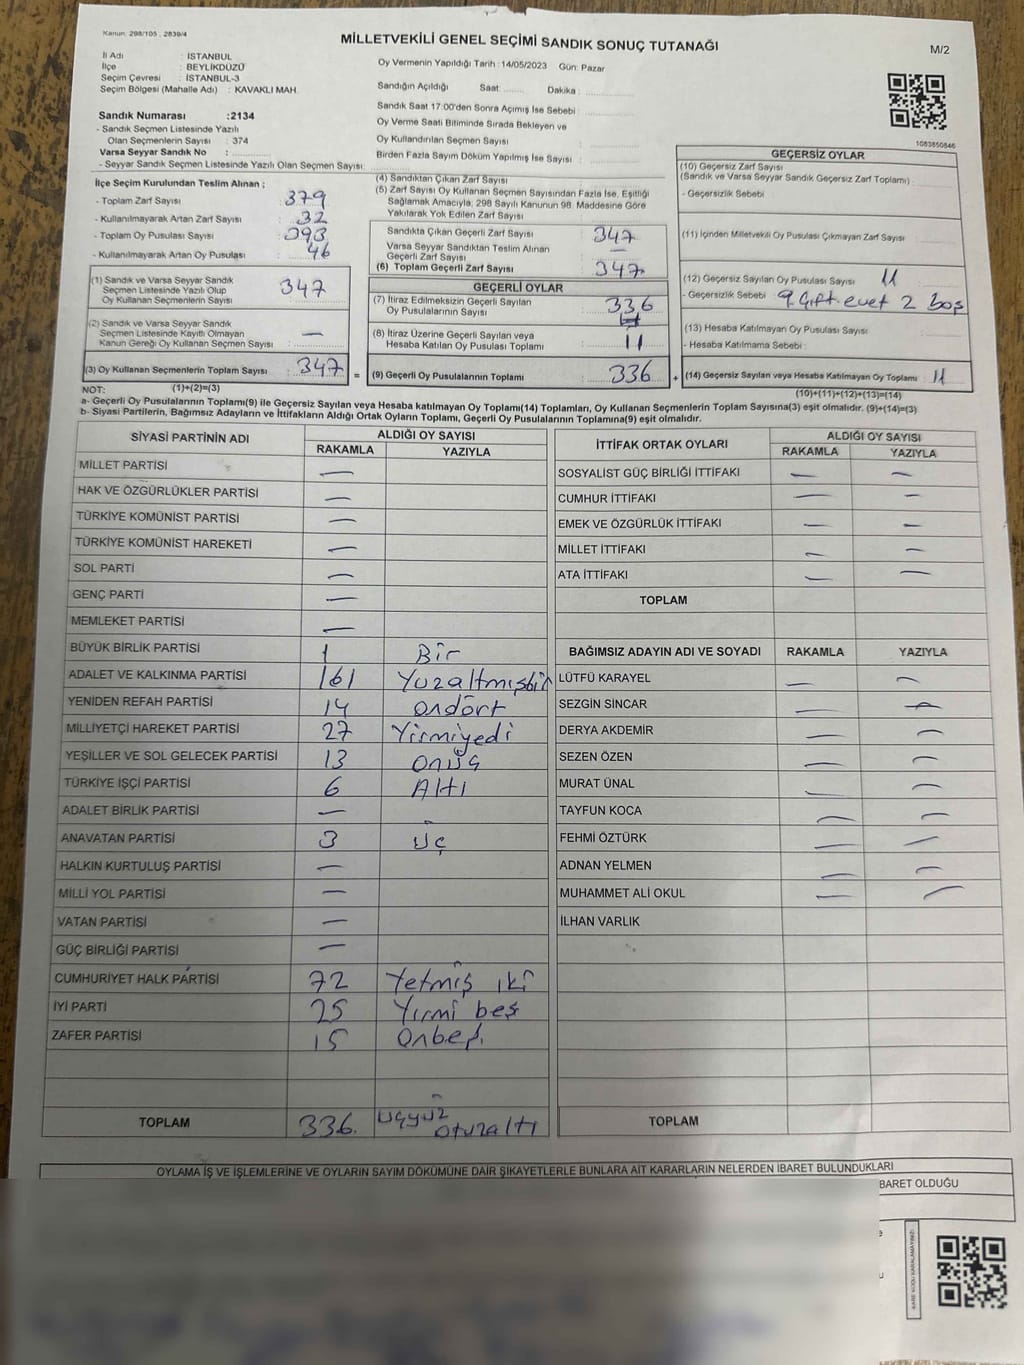 Kanun: 298/105 , 2839/4
MİLLETVEKİLİ GENEL SEÇİMİ SANDIK SONUÇ TUTANAĞI
M/2
İl Adı : İSTANBUL
İlçe : BEYLİKDÜZÜ
Seçim Çevresi : İSTANBUL-3
Seçim Bölgesi (Mahalle Adı) : KAVAKLI MAH.
Oy Vermenin Yapıldığı Tarih : 14/05/2023 Gün: Pazar
Sandığın Açıldığı Saat: ........ Dakika: ........
Sandık Saat 17:00'den Sonra Açımış İse Sebebi :
Oy Verme Saati Bitiminde Sırada Bekleyen ve
Oy Kullandırılan Seçmen Sayısı :
Birden Fazla Sayım Döküm Yapılmış İse Sayısı :
Sandık Numarası :2134
- Sandık Seçmen Listesinde Yazılı
Olan Seçmenlerin Sayısı : 374
Varsa Seyyar Sandık No :
- Seyyar Sandık Seçmen Listesinde Yazılı Olan Seçmen Sayısı:
1083850846
İlçe Seçim Kurulundan Teslim Alınan ;
- Toplam Zarf Sayısı 379
- Kullanılmayarak Artan Zarf Sayısı : 32
- Toplam Oy Pusulası Sayısı : 393
- Kullanılmayarak Artan Oy Pusulası : 46
(1) Sandık ve Varsa Seyyar Sandık
Seçmen Listesinde Yazılı Olup
Oy Kullanan Seçmenlerin Sayısı : 347
(2) Sandık ve Varsa Seyyar Sandık
Seçmen Listesinde Kayıtlı Olmayan
Kanun Gereği Oy Kullanan Seçmen Sayısı : —
(3) Oy Kullanan Seçmenlerin Toplam Sayısı : 347 =
(4) Sandıktan Çıkan Zarf Sayısı
(5) Zarf Sayısı Oy Kullanan Seçmen Sayısından Fazla İse, Eşitliği
Sağlamak Amacıyla, 298 Sayılı Kanunun 98. Maddesine Göre
Yakılarak Yok Edilen Zarf Sayısı :
Sandıkta Çıkan Geçerli Zarf Sayısı : 347
Varsa Seyyar Sandıktan Teslim Alınan
Geçerli Zarf Sayısı : —
(6) Toplam Geçerli Zarf Sayısı : 347
GEÇERLİ OYLAR
(7) İtiraz Edilmeksizin Geçerli Sayılan
Oy Pusulalarının Sayısı : 336
(8) İtiraz Üzerine Geçerli Sayılan veya
Hesaba Katılan Oy Pusulası Toplamı : 11
(9) Geçerli Oy Pusulalarının Toplamı : 336 +
GEÇERSİZ OYLAR
(10) Geçersiz Zarf Sayısı
(Sandık ve Varsa Seyyar Sandık Geçersiz Zarf Toplamı) :
- Geçersizlik Sebebi :
(11) İçinden Milletvekili Oy Pusulası Çıkmayan Zarf Sayısı :
(12) Geçersiz Sayılan Oy Pusulası Sayısı : 11
- Geçersizlik Sebebi : 9 Çift evet 2 boş
(13) Hesaba Katılmayan Oy Pusulası Sayısı :
- Hesaba Katılmama Sebebi :
(14) Geçersiz Sayılan veya Hesaba Katılmayan Oy Toplamı : 11
NOT: (1)+(2)=(3)
(10)+(11)+(12)+(13)=(14)
a- Geçerli Oy Pusulalarının Toplamı(9) ile Geçersiz Sayılan veya Hesaba katılmayan Oy Toplamı(14) Toplamları, Oy Kullanan Seçmenlerin Toplam Sayısına(3) eşit olmalıdır. (9)+(14)=(3)
b- Siyasi Partilerin, Bağımsız Adayların ve İttifakların Aldığı Ortak Oyların Toplamı, Geçerli Oy Pusulalarının Toplamına(9) eşit olmalıdır.
SİYASİ PARTİNİN ADI ALDIĞI OY SAYISI
RAKAMLA YAZIYLA
MİLLET PARTİSİ —
HAK VE ÖZGÜRLÜKLER PARTİSİ —
TÜRKİYE KOMÜNİST PARTİSİ —
TÜRKİYE KOMÜNİST HAREKETİ —
SOL PARTİ —
GENÇ PARTİ —
MEMLEKET PARTİSİ —
BÜYÜK BİRLİK PARTİSİ 1 Bir
ADALET VE KALKINMA PARTİSİ 161 Yüzaltmışbir
YENİDEN REFAH PARTİSİ 14 ondört
MİLLİYETÇİ HAREKET PARTİSİ 27 Yirmiyedi
YEŞİLLER VE SOL GELECEK PARTİSİ 13 onüç
TÜRKİYE İŞÇİ PARTİSİ 6 Altı
ADALET BİRLİK PARTİSİ —
ANAVATAN PARTİSİ 3 üç
HALKIN KURTULUŞ PARTİSİ —
MİLLİ YOL PARTİSİ —
VATAN PARTİSİ —
GÜÇ BİRLİĞİ PARTİSİ —
CUMHURİYET HALK PARTİSİ 72 Yetmiş iki
İYİ PARTİ 25 Yirmi beş
ZAFER PARTİSİ 15 Onbeş
TOPLAM 336 üçyüz otuzaltı
İTTİFAK ORTAK OYLARI ALDIĞI OY SAYISI
RAKAMLA YAZIYLA
SOSYALİST GÜÇ BİRLİĞİ İTTİFAKI — —
CUMHUR İTTİFAKI — —
EMEK VE ÖZGÜRLÜK İTTİFAKI — —
MİLLET İTTİFAKI — —
ATA İTTİFAKI — —
TOPLAM
BAĞIMSIZ ADAYIN ADI VE SOYADI RAKAMLA YAZIYLA
LÜTFÜ KARAYEL — —
SEZGİN SİNCAR — —
DERYA AKDEMİR — —
SEZEN ÖZEN — —
MURAT ÜNAL — —
TAYFUN KOCA — —
FEHMİ ÖZTÜRK — —
ADNAN YELMEN — —
MUHAMMET ALİ OKUL — —
İLHAN VARLIK
TOPLAM
OYLAMA İŞ VE İŞLEMLERİNE VE OYLARIN SAYIM DÖKÜMÜNE DAİR ŞİKAYETLERLE BUNLARA AİT KARARLARIN NELERDEN İBARET BULUNDUKLARI
BARET OLDUĞU
KARE KODU KARALAMAYINIZ!